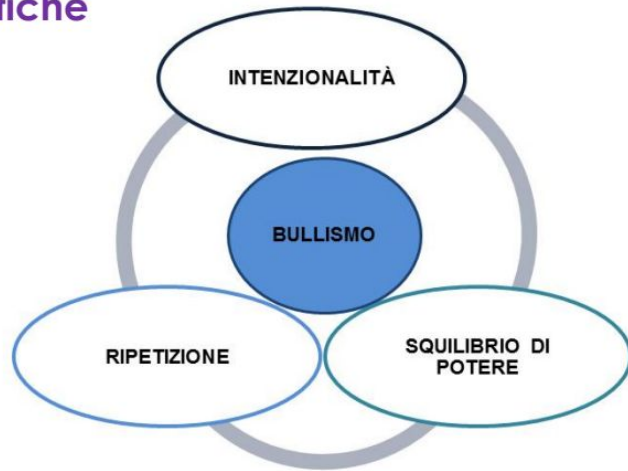 fiche
INTENZIONALITÀ
BULLISMO
RIPETIZIONE
SQUILIBRIO DI
POTERE